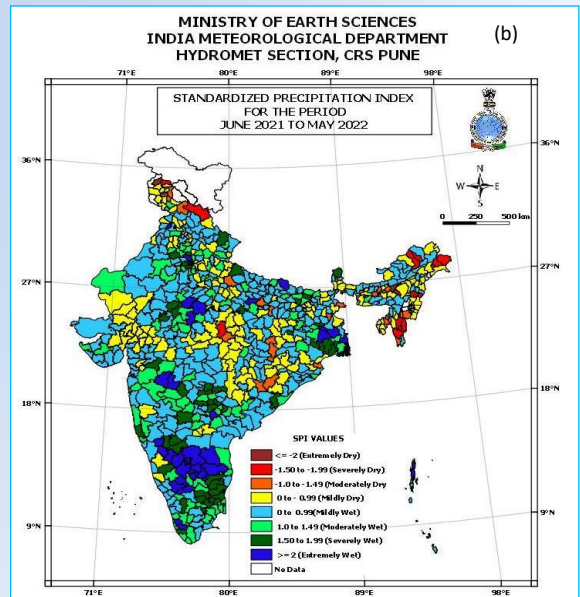 MINISTRY OF EARTH SCIENCES
INDIA METEOROLOGICAL DEPARTMENT
HYDROMET SECTION, CRS PUNE
(b)
71°E 80°E 89°E 98°E
STANDARDIZED PRECIPITATION INDEX
FOR THE PERIOD
JUNE 2021 TO MAY 2022
36°N 36°N
N
W E
S
0 250 500 km
27°N 27°N
18°N 18°N
SPI VALUES
<= -2 (Extremely Dry)
-1.50 to -1.99 (Severely Dry)
-1.0 to -1.49 (Moderately Dry
0 to - 0.99 (Mildly Dry)
0 to 0.99(Mildly Wet)
1.0 to 1.49 (Moderately Wet)
1.50 to 1.99 (Severely Wet)
>= 2 (Extremely Wet)
No Data
9°N 9°N
71°E 80°E 89°E 98°E